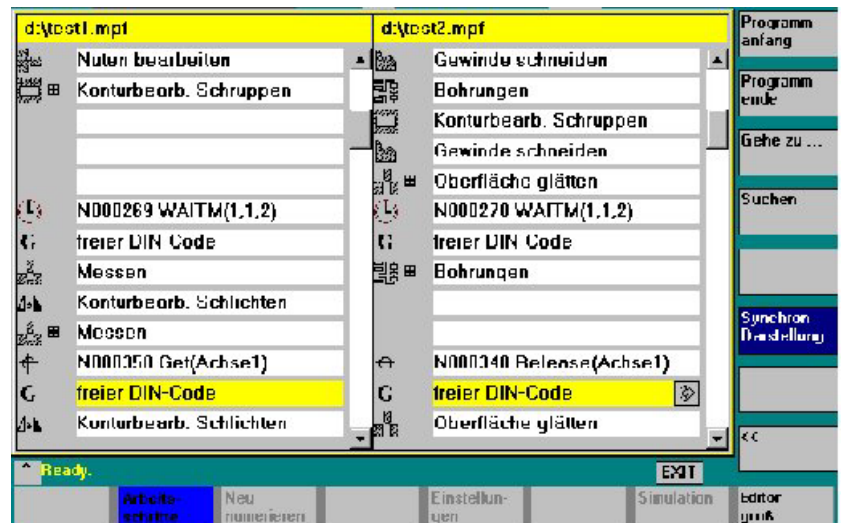 d:\test1.mpf
Nuten bearbeiten
Konturbearb. Schruppen
N000269 WAITM(1,1,2)
freier DIN-Code
Messen
Konturbearb. Schlichten
Messen
N000350 Get(Achse1)
G freier DIN-Code
Konturbearb. Schlichten
d:\test2.mpf
Gewinde schneiden
Bohrungen
Konturbearb. Schruppen
Gewinde schneiden
Oberfläche glätten
N000270 WAITM(1,1,2)
freier DIN-Code
Bohrungen
N000340 Release(Achse1)
G freier DIN-Code
Oberfläche glätten
Programm
anfang
Programm
ende
Gehe zu ...
Suchen
Synchron
Darstellung
<<
^ Ready.
EXIT
Arbeits-
schritte...
Neu
numerieren
Einstellun-
gen
Simulation
Editor
groß